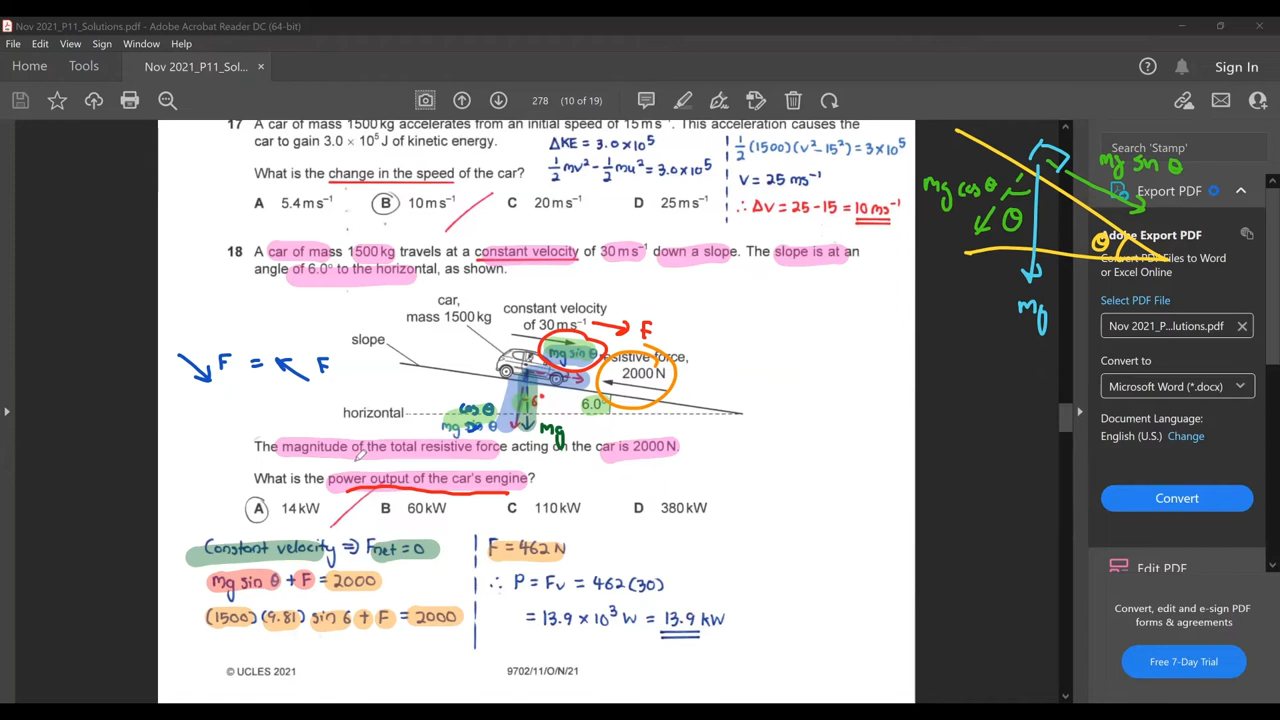 Nov 2021_P11_Solutions.pdf - Adobe Acrobat Reader DC (64-bit)
File Edit View Sign Window Help
Home Tools Nov 2021_P11_Sol... × Sign In
278 (10 of 19)
17 A car of mass 1500 kg accelerates from an initial speed of 15 m s⁻¹. This acceleration causes the
car to gain 3.0 × 10⁵ J of kinetic energy.
ΔKE = 3.0×10⁵
½mv² − ½mu² = 3.0×10⁵
½(1500)(v²−15²) = 3×10⁵
v = 25 ms⁻¹
∴ Δv = 25−15 = 10 ms⁻¹
What is the change in the speed of the car?
A 5.4 m s⁻¹ B 10 m s⁻¹ C 20 m s⁻¹ D 25 m s⁻¹
18 A car of mass 1500 kg travels at a constant velocity of 30 m s⁻¹ down a slope. The slope is at an
angle of 6.0° to the horizontal, as shown.
car,
mass 1500 kg
constant velocity
of 30 m s⁻¹
F
slope
mg sin θ
resistive force,
2000 N
F = F
6.0°
6°
horizontal
cos θ
mg sin θ
mg
The magnitude of the total resistive force acting on the car is 2000 N.
What is the power output of the car's engine?
A 14 kW B 60 kW C 110 kW D 380 kW
Constant velocity ⇒ Fnet = 0
mg sin θ + F = 2000
(1500)(9.81) sin 6 + F = 2000
F = 462 N
∴ P = Fv = 462(30)
= 13.9 × 10³ W = 13.9 kW
© UCLES 2021 9702/11/O/N/21
mg sin θ
mg cos θ
θ
θ
mg
Search 'Stamp'
Export PDF
Adobe Export PDF
Convert PDF Files to Word
or Excel Online
Select PDF File
Nov 2021_P...lutions.pdf ×
Convert to
Microsoft Word (*.docx)
Document Language:
English (U.S.) Change
Convert
Edit PDF
Convert, edit and e-sign PDF
forms & agreements
Free 7-Day Trial